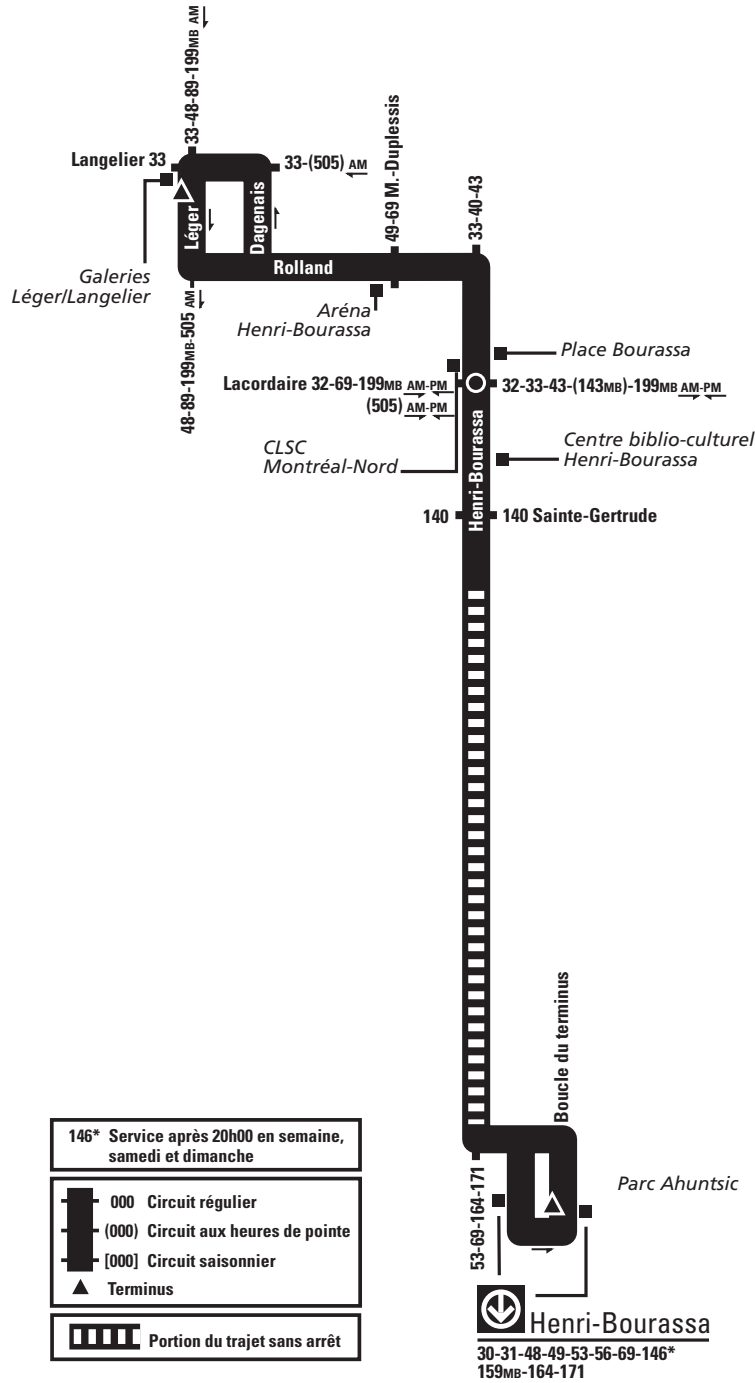 33-48-89-199MB AM
Langelier 33
33-(505) AM
49-69 M.-Duplessis
33-40-43
Léger
Dagenais
Galeries
Léger/Langelier
Rolland
Aréna
Henri-Bourassa
48-89-199MB-505 AM
Place Bourassa
Lacordaire 32-69-199MB AM-PM
(505) AM-PM
32-33-43-(143MB)-199MB AM-PM
CLSC
Montréal-Nord
Henri-Bourassa
Centre biblio-culturel
Henri-Bourassa
140
140 Sainte-Gertrude
Boucle du terminus
146* Service après 20h00 en semaine,
samedi et dimanche
000 Circuit régulier
(000) Circuit aux heures de pointe
[000] Circuit saisonnier
Terminus
Portion du trajet sans arrêt
53-69-164-171
Parc Ahuntsic
Henri-Bourassa
30-31-48-49-53-56-69-146*
159MB-164-171